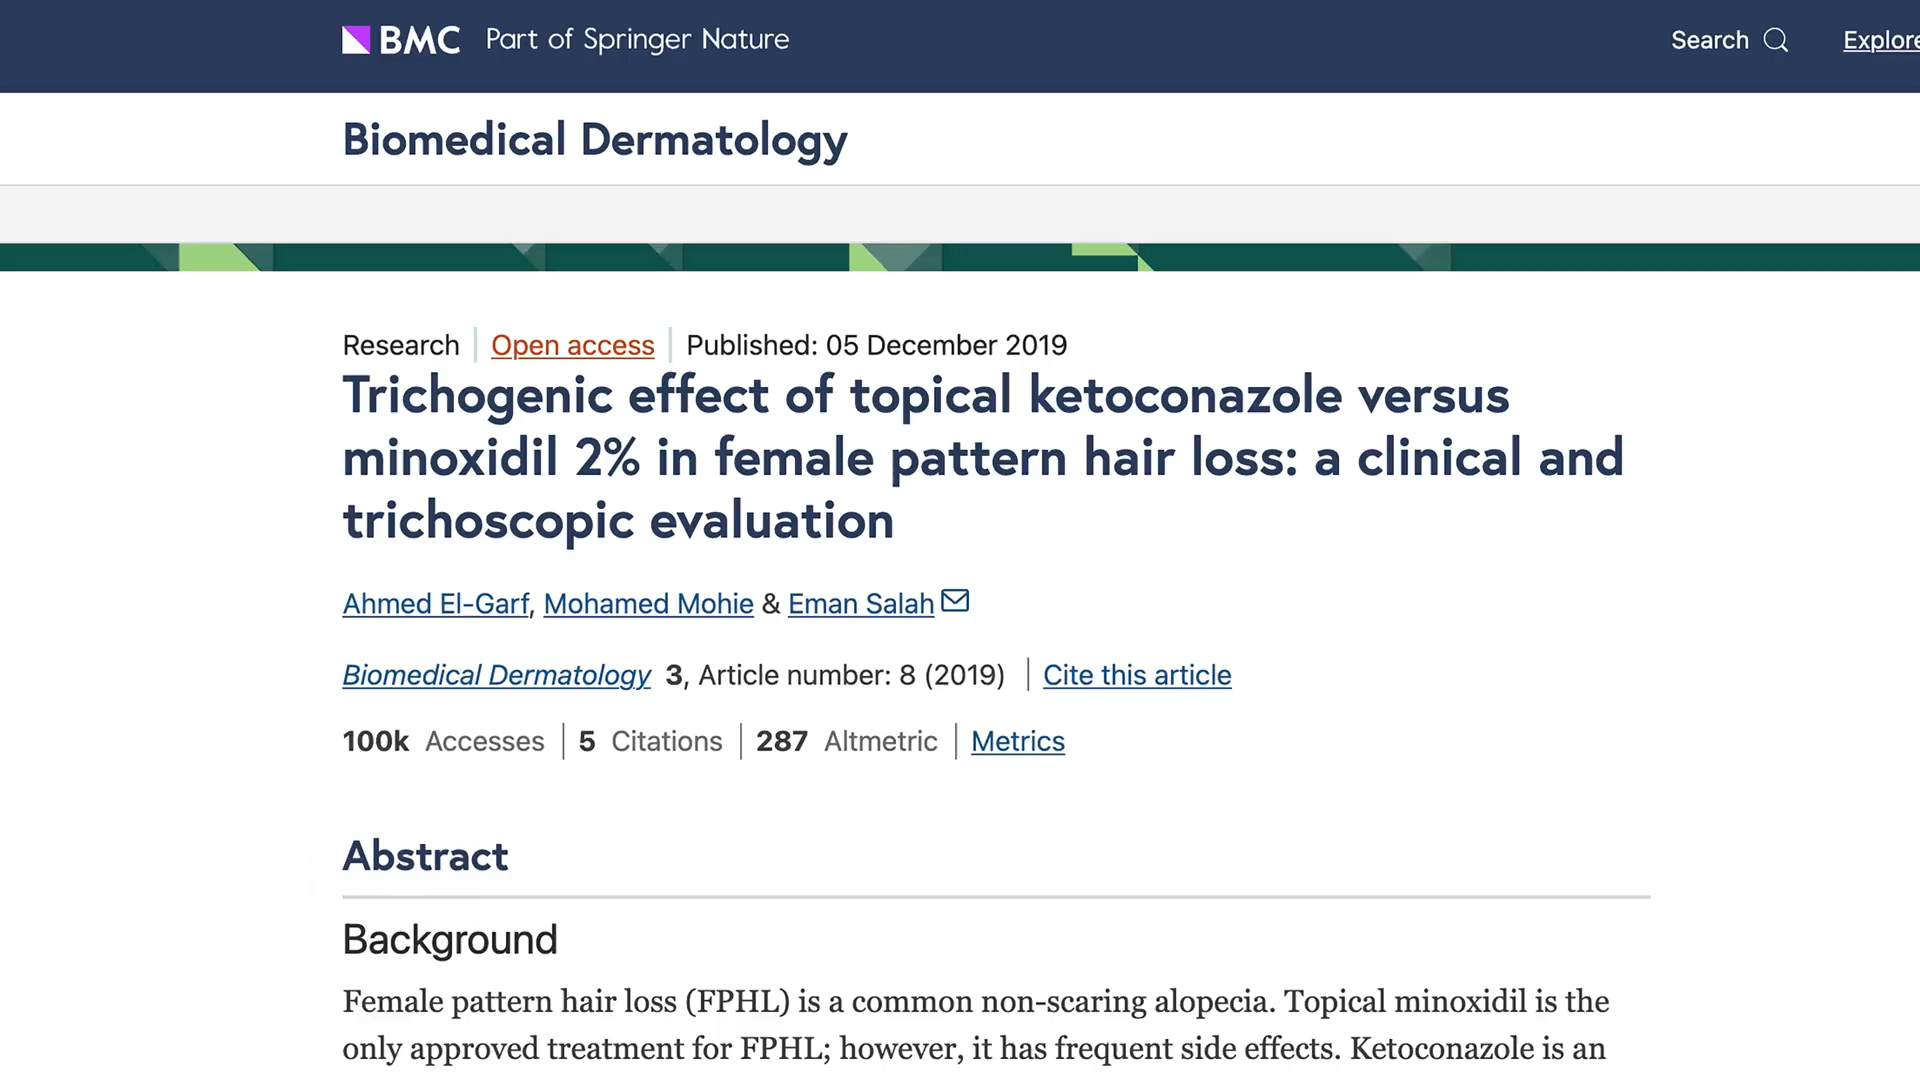 BMC Part of Springer Nature
Search Explore
Biomedical Dermatology
Research Open access Published: 05 December 2019
Trichogenic effect of topical ketoconazole versus
minoxidil 2% in female pattern hair loss: a clinical and
trichoscopic evaluation
Ahmed El-Garf, Mohamed Mohie & Eman Salah
Biomedical Dermatology 3, Article number: 8 (2019) Cite this article
100k Accesses 5 Citations 287 Altmetric Metrics
Abstract
Background
Female pattern hair loss (FPHL) is a common non-scaring alopecia. Topical minoxidil is the
only approved treatment for FPHL; however, it has frequent side effects. Ketoconazole is an